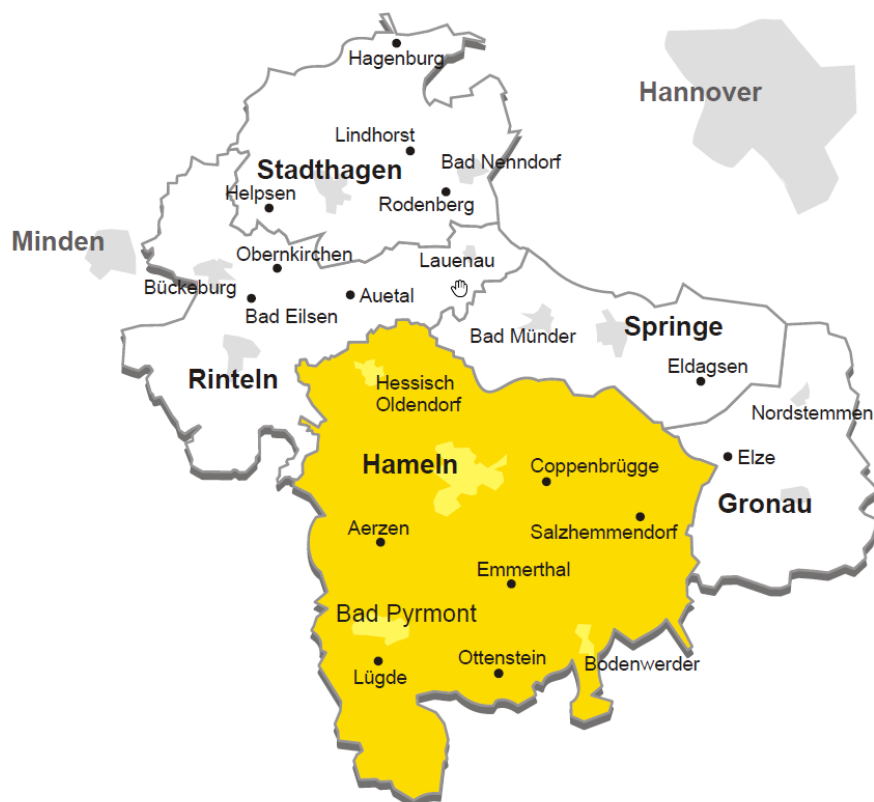 Hagenburg
Hannover
Lindhorst
Stadthagen
Bad Nenndorf
Helpsen
Rodenberg
Minden
Obernkirchen
Lauenau
Bückeburg
Auetal
Bad Eilsen
Bad Münder
Springe
Eldagsen
Rinteln
Hessisch
Oldendorf
Nordstemmen
Hameln
Coppenbrügge
Elze
Gronau
Aerzen
Salzhemmendorf
Emmerthal
Bad Pyrmont
Ottenstein
Bodenwerder
Lügde